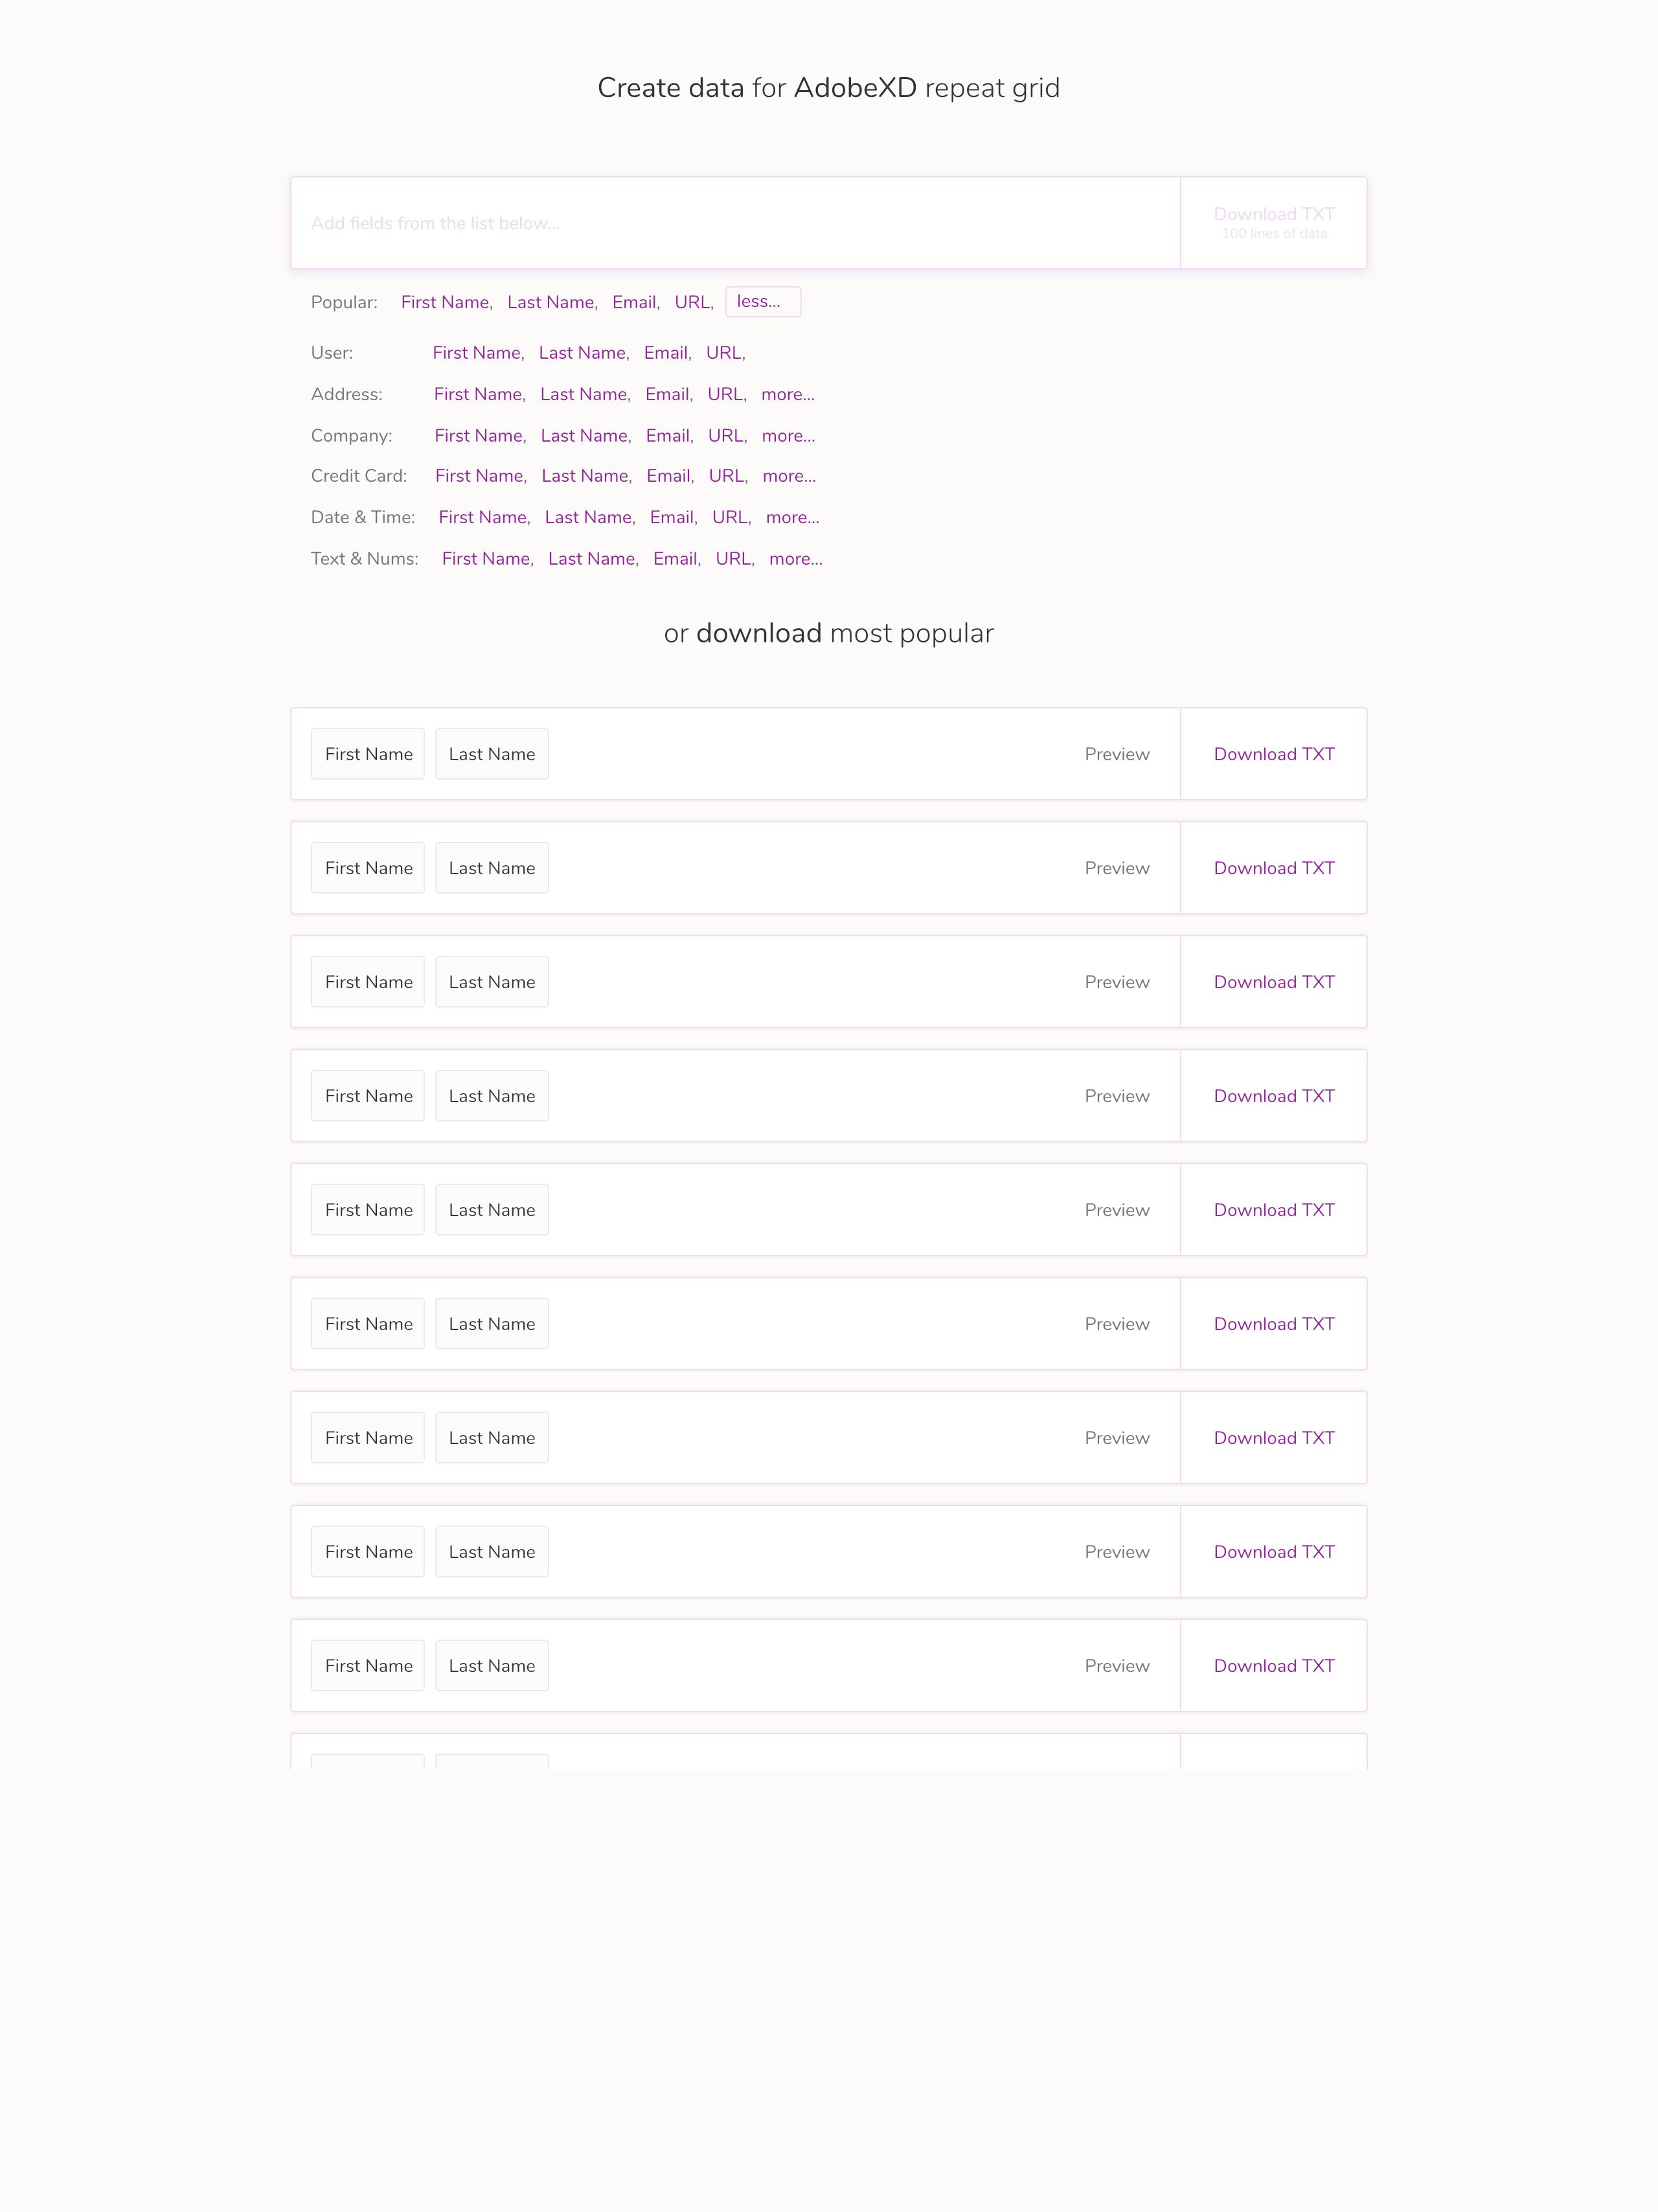 Create data for AdobeXD repeat grid
Add fields from the list below...
Download TXT
100 lines of data
Popular: First Name, Last Name, Email, URL, less...
User: First Name, Last Name, Email, URL,
Address: First Name, Last Name, Email, URL, more...
Company: First Name, Last Name, Email, URL, more...
Credit Card: First Name, Last Name, Email, URL, more...
Date & Time: First Name, Last Name, Email, URL, more...
Text & Nums: First Name, Last Name, Email, URL, more...
or download most popular
First Name Last Name Preview Download TXT
First Name Last Name Preview Download TXT
First Name Last Name Preview Download TXT
First Name Last Name Preview Download TXT
First Name Last Name Preview Download TXT
First Name Last Name Preview Download TXT
First Name Last Name Preview Download TXT
First Name Last Name Preview Download TXT
First Name Last Name Preview Download TXT